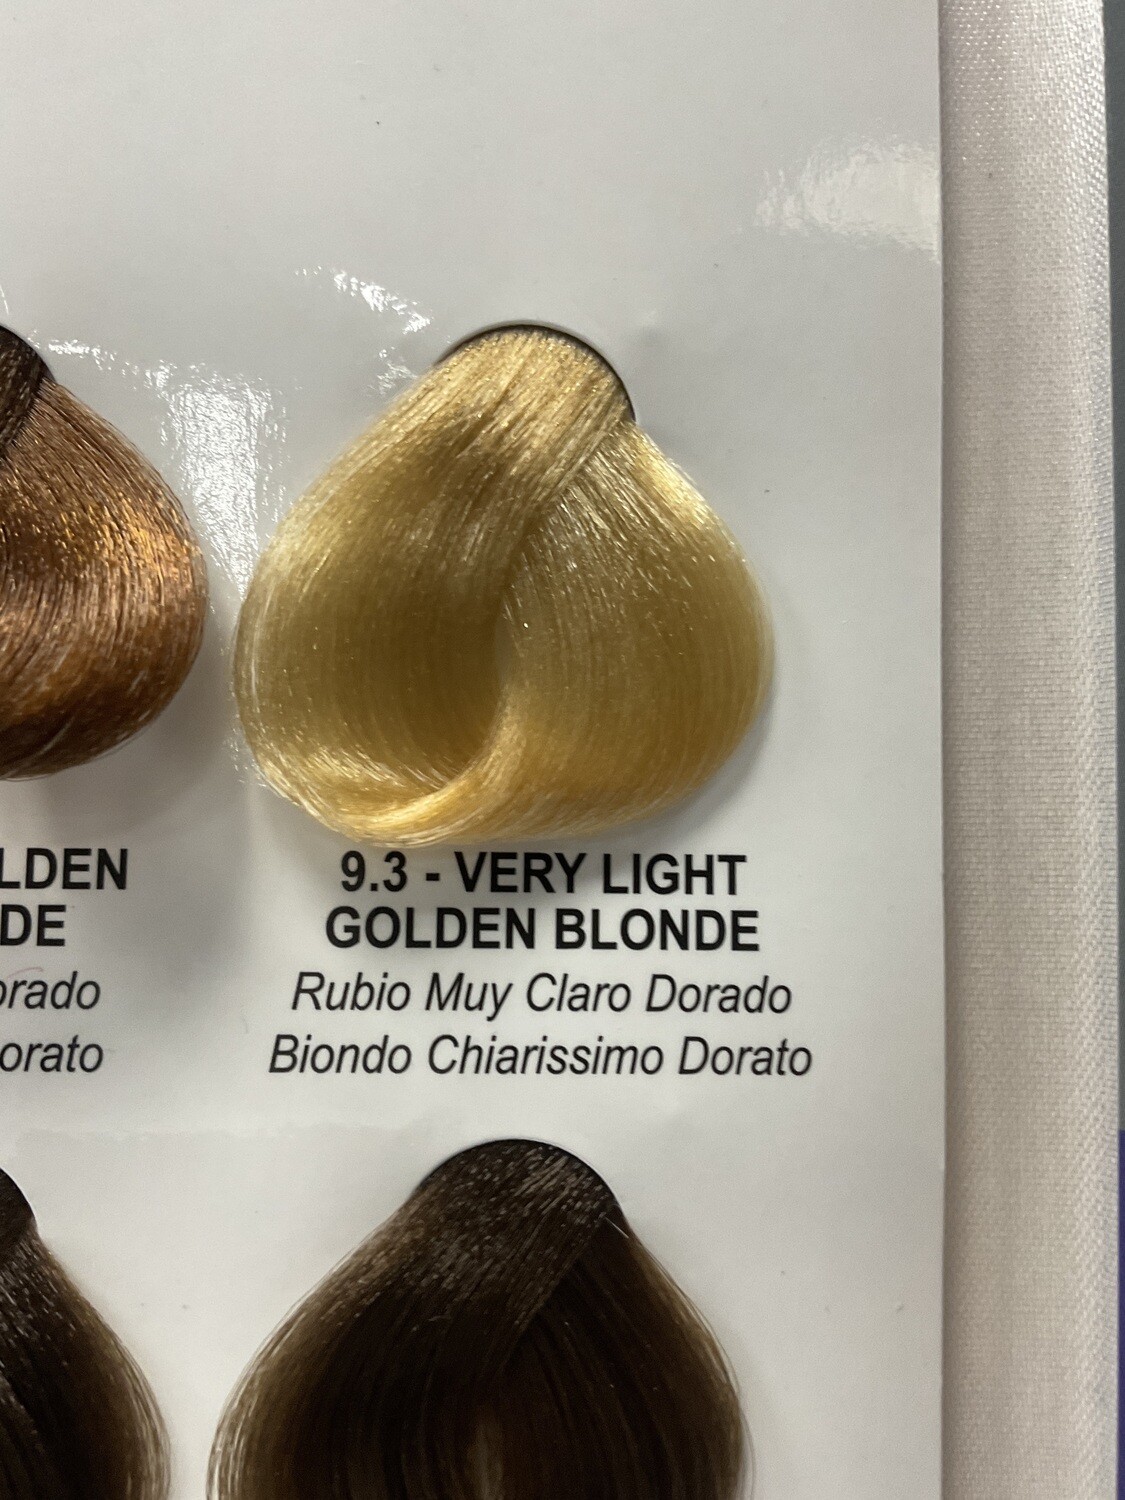 LDEN
DE
orado
orato
9.3 - VERY LIGHT
GOLDEN BLONDE
Rubio Muy Claro Dorado
Biondo Chiarissimo Dorato